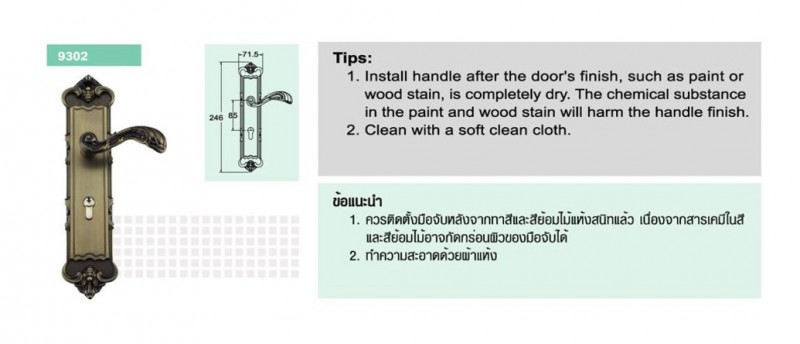 9302
71.5
246
85
Tips:
1. Install handle after the door's finish, such as paint or
wood stain, is completely dry. The chemical substance
in the paint and wood stain will harm the handle finish.
2. Clean with a soft clean cloth.
ข้อแนะนำ
1. ควรติดตั้งมือจับหลังจากทาสีและสีย้อมไม้แห้งสนิทแล้ว เนื่องจากสารเคมีในสี
และสีย้อมไม้อาจกัดกร่อนผิวของมือจับได้
2. ทำความสะอาดด้วยผ้าแห้ง